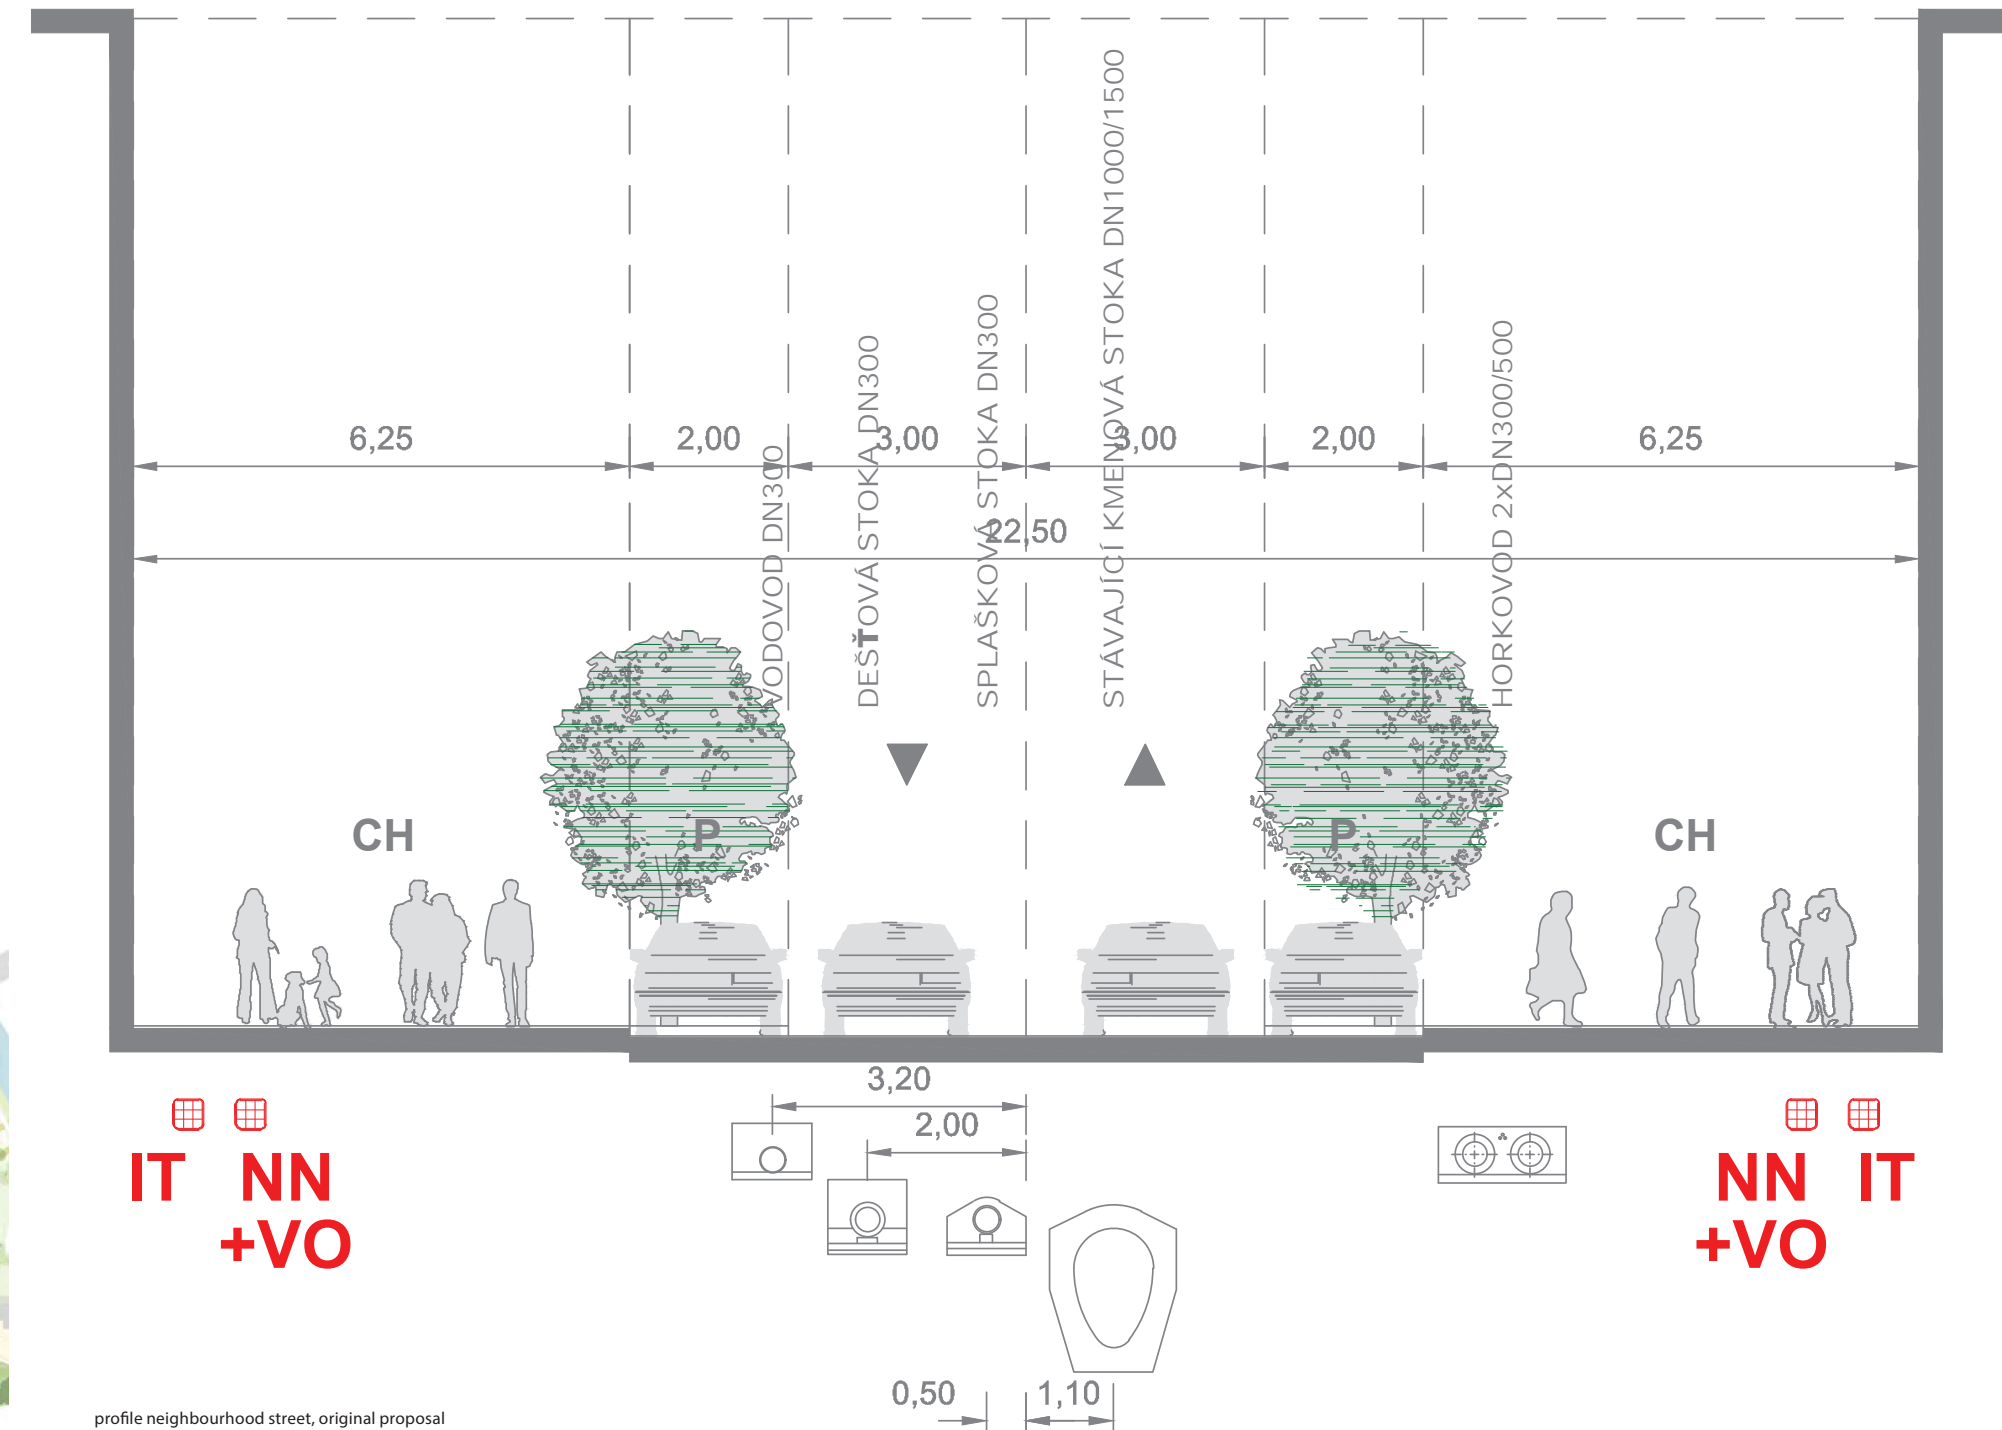 STÁVAJÍCÍ KMENOVÁ STOKA DN1000/1500
SPLAŠKOVÁ STOKA DN300
HORKOVOD 2xDN300/500
DEŠŤOVÁ STOKA DN300
VODOVOD DN300
6,25 2,00 3,00 3,00 2,00 6,25
22,50
CH P P CH
3,20
2,00
IT NN NN IT
+VO +VO
0,50 1,10
profile neighbourhood street, original proposal